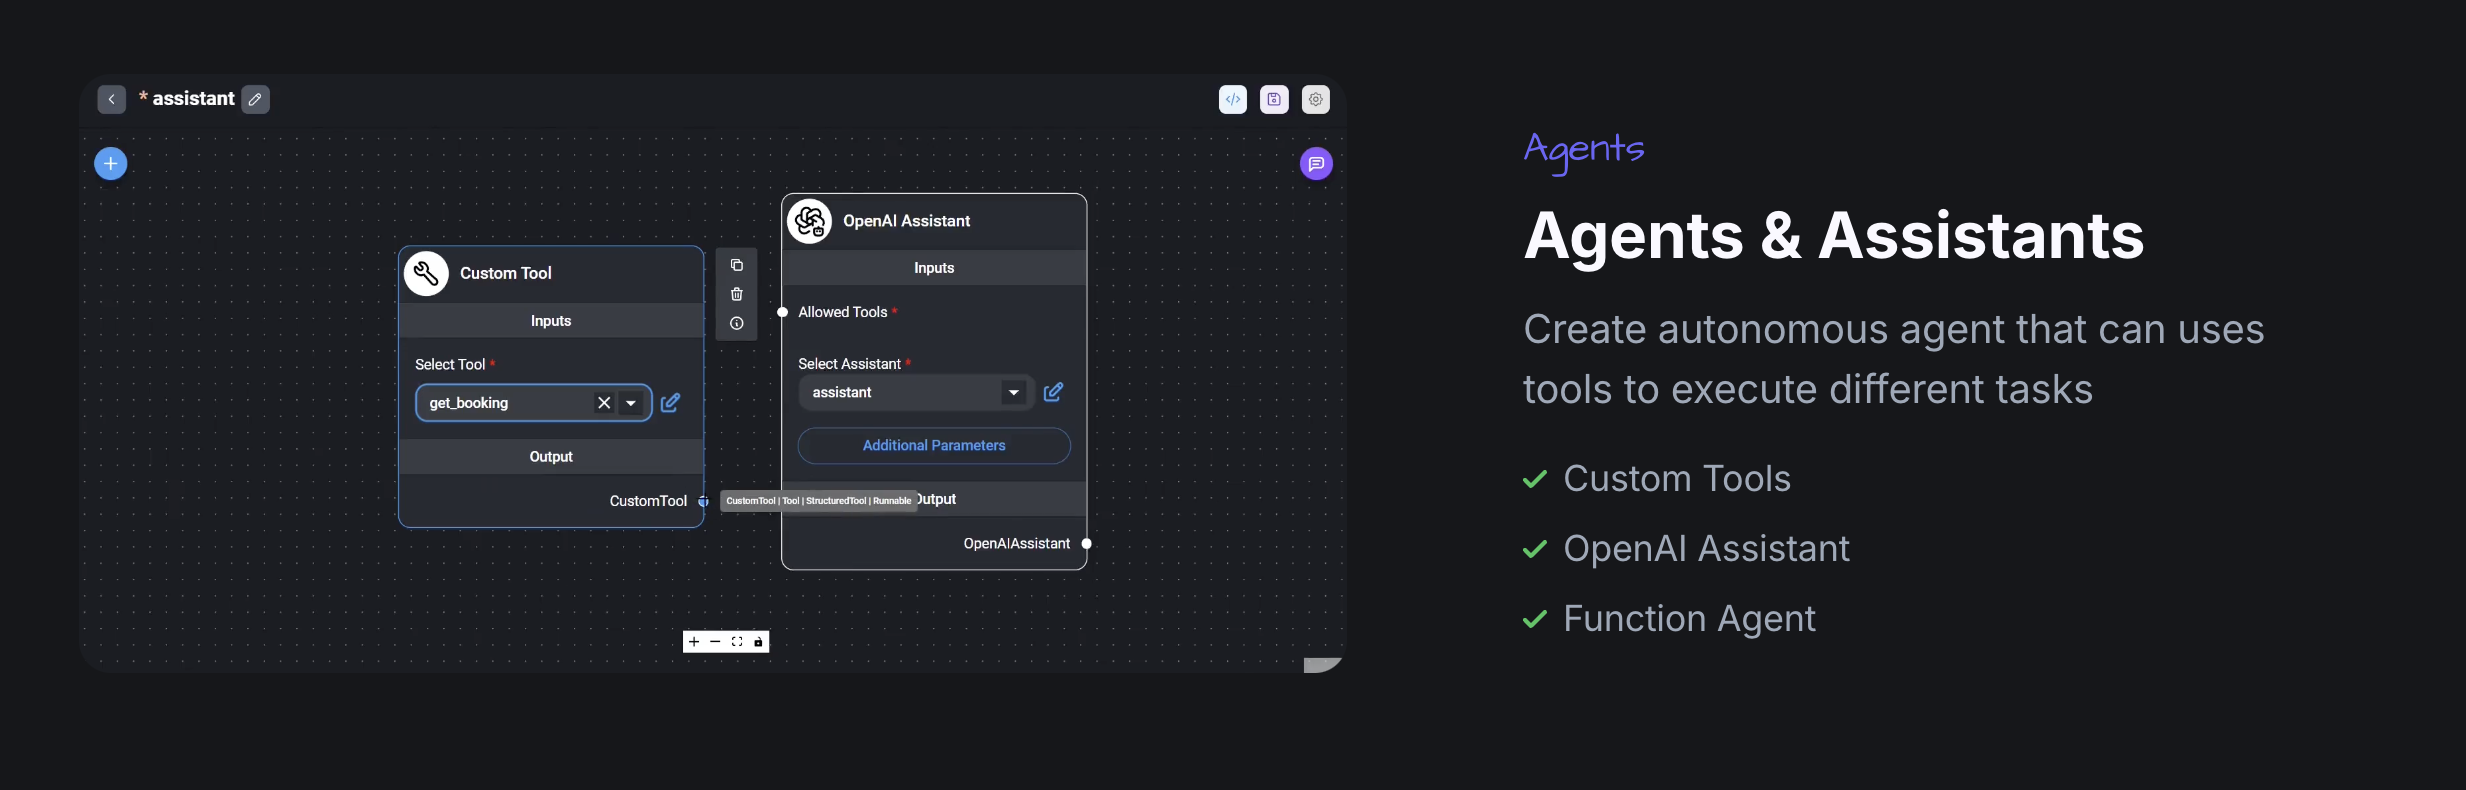 * assistant
Custom Tool
Inputs
Select Tool *
get_booking
Output
CustomTool
CustomTool | Tool | StructuredTool | Runnable
OpenAI Assistant
Inputs
Allowed Tools *
Select Assistant *
assistant
Additional Parameters
Output
OpenAIAssistant
Agents
Agents & Assistants
Create autonomous agent that can uses
tools to execute different tasks
Custom Tools
OpenAI Assistant
Function Agent